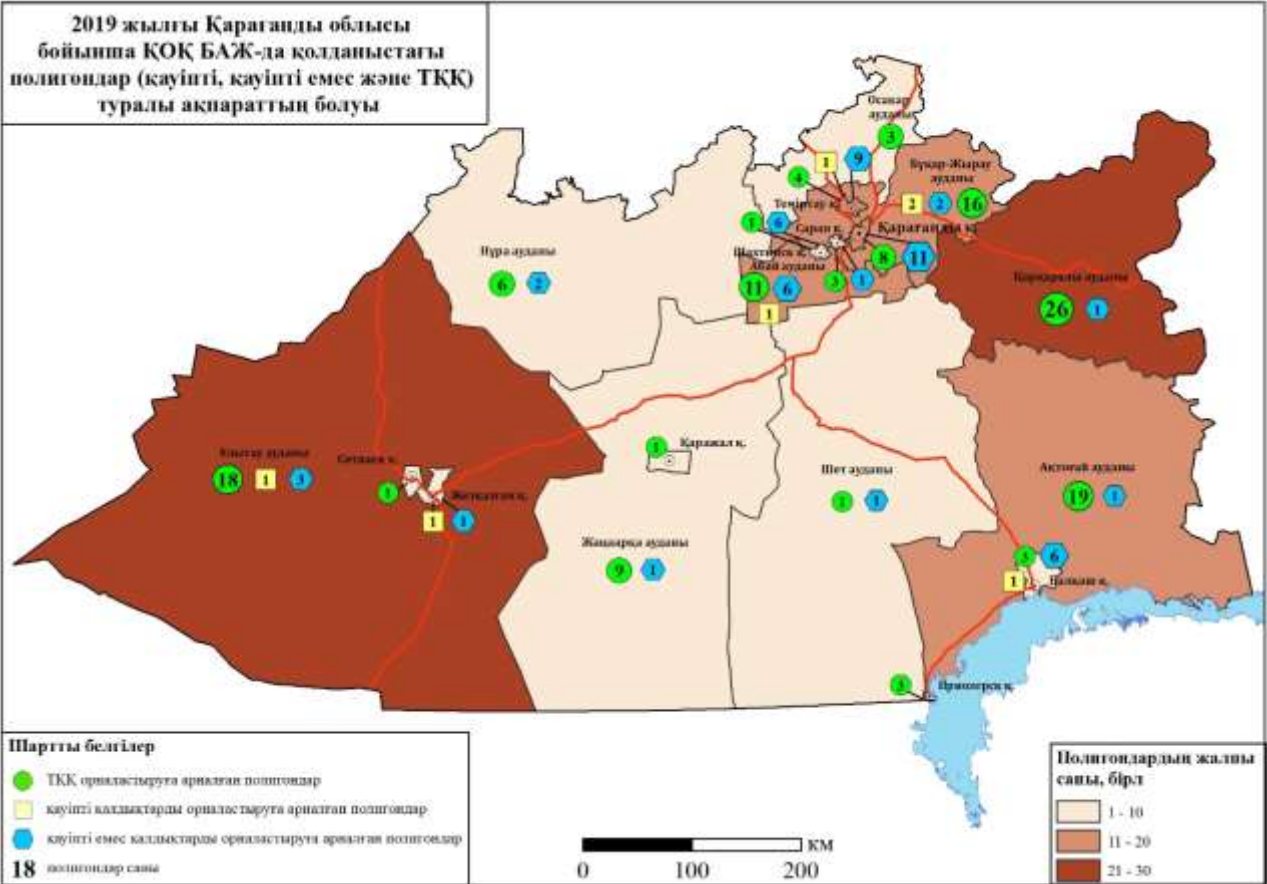 2019 жылғы Қарағанды облысы
бойынша ҚОҚ БАЖ-да қолданыстағы
полигондар (қауіпті, қауіпті емес және ТҚҚ)
туралы ақпараттың болуы
Осакар
ауданы
3
1
9
Бұқар-Жырау
ауданы
4
Теміртау қ.
2
2
16
1
6
Саран қ.
Қарағанды қ.
Нұра ауданы
Шахтинск қ.
Абай ауданы
8
11
6
2
11
6
3
1
Қарқаралы ауданы
26
1
1
1
Қаражал қ.
Ұлытау ауданы
Сәтпаев қ.
Шет ауданы
Ақтоғай ауданы
18
1
3
1
Жезқазған қ.
2
1
19
1
1
1
Жаңаарқа ауданы
9
1
3
6
1
Балқаш қ.
3
Приозерск қ.
Шартты белгілер
ТҚҚ орналастыруға арналған полигондар
қауіпті қалдықтарды орналастыруға арналған полигондар
қауіпті емес қалдықтарды орналастыруға арналған полигондар
18 полигондар саны
км
0 100 200
Полигондардың жалпы
саны, бірл
1 - 10
11 - 20
21 - 30